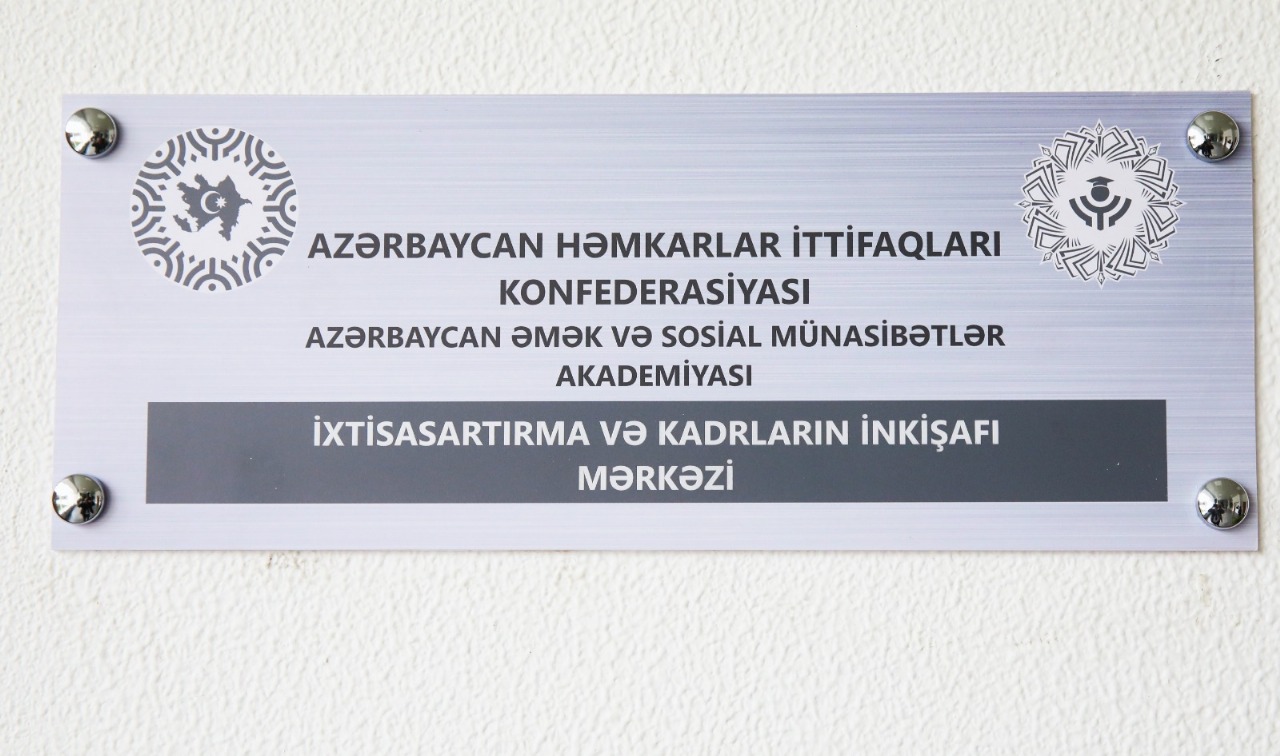 AZƏRBAYCAN HƏMKARLAR İTTİFAQLARI
KONFEDERASİYASI
AZƏRBAYCAN ƏMƏK VƏ SOSİAL MÜNASİBƏTLƏR
AKADEMİYASI
İXTİSASARTIRMA VƏ KADRLARIN İNKİŞAFI
MƏRKƏZİ